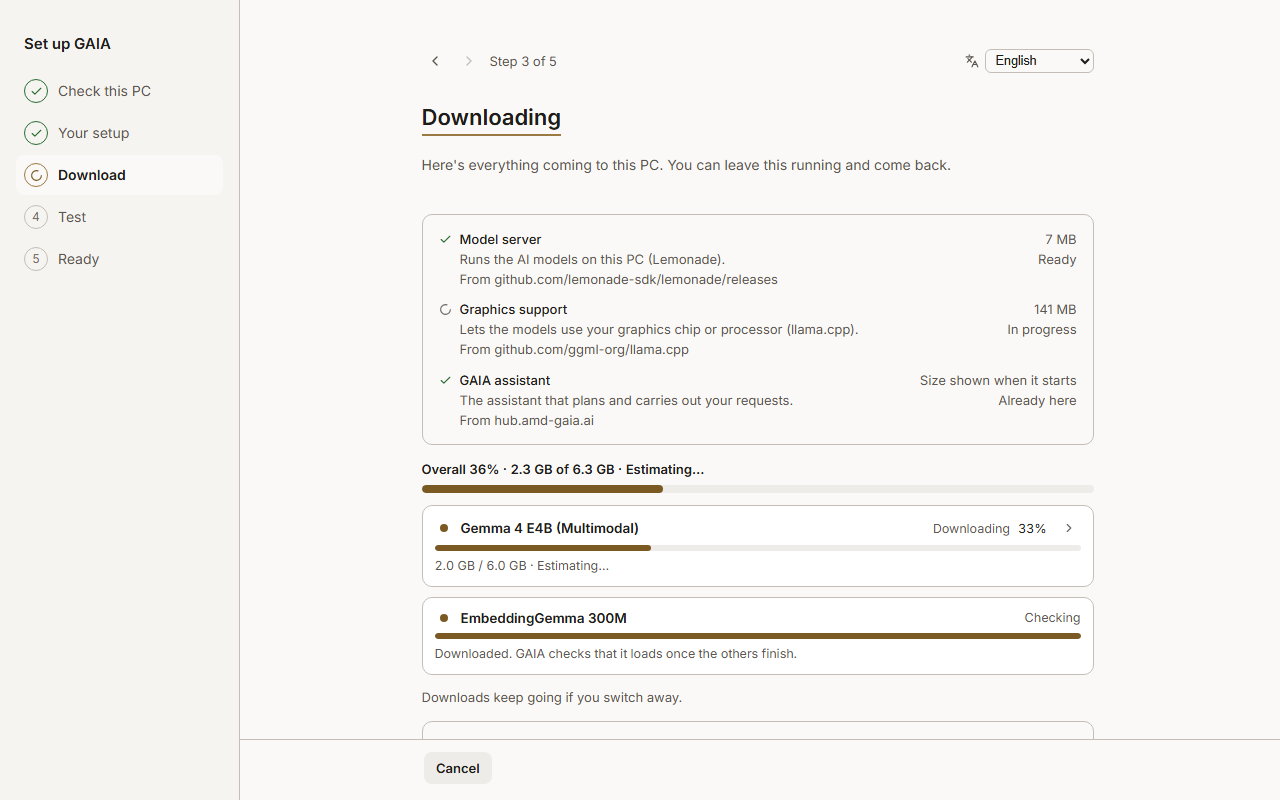 Set up GAIA
Check this PC
Your setup
Download
4 Test
5 Ready
Step 3 of 5
English
Downloading
Here's everything coming to this PC. You can leave this running and come back.
Model server 7 MB
Runs the AI models on this PC (Lemonade). Ready
From github.com/lemonade-sdk/lemonade/releases
Graphics support 141 MB
Lets the models use your graphics chip or processor (llama.cpp). In progress
From github.com/ggml-org/llama.cpp
GAIA assistant Size shown when it starts
The assistant that plans and carries out your requests. Already here
From hub.amd-gaia.ai
Overall 36% · 2.3 GB of 6.3 GB · Estimating...
Gemma 4 E4B (Multimodal) Downloading 33%
2.0 GB / 6.0 GB · Estimating...
EmbeddingGemma 300M Checking
Downloaded. GAIA checks that it loads once the others finish.
Downloads keep going if you switch away.
Cancel